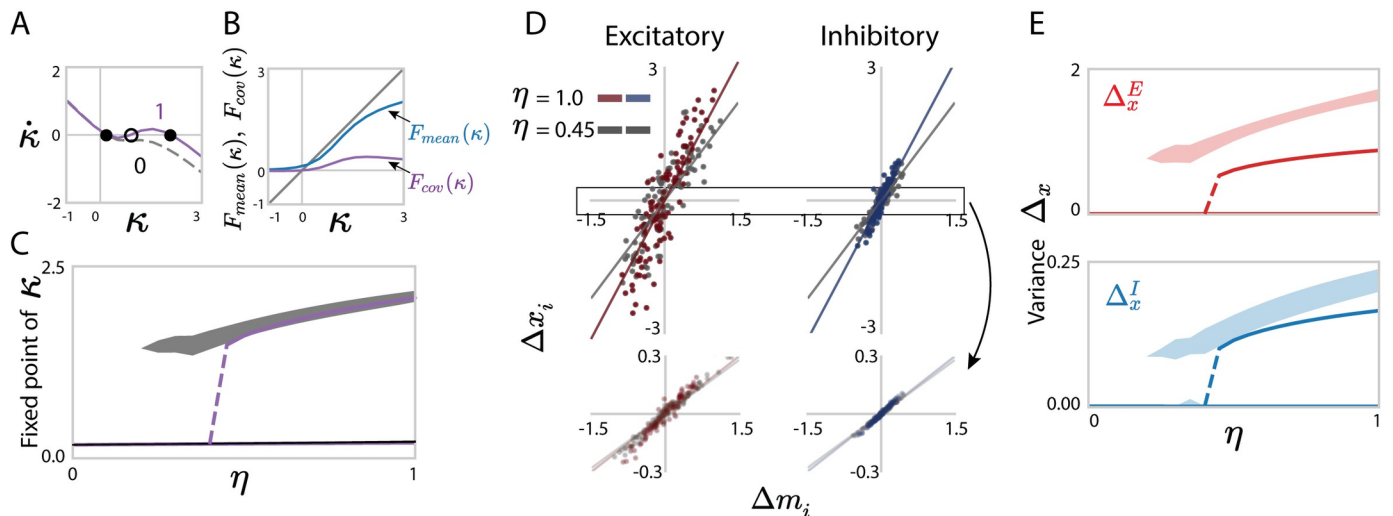 A
2
κ̇
0
-2
1
0
-1
0
3
κ
B
F_mean(κ), F_cov(κ)
3
0
-1
F_mean(κ)
F_cov(κ)
-1
0
3
κ
C
Fixed point of κ
2.5
0.0
0
1
η
D
Excitatory
Inhibitory
η = 1.0
η = 0.45
3
3
-1.5
1.5
-1.5
1.5
-3
-3
Δx_i
0.3
0.3
-1.5
1.5
-1.5
1.5
-0.3
-0.3
Δm_i
E
2
Δ_x^E
0
Variance Δ_x
0.25
Δ_x^I
0.00
0
1
η